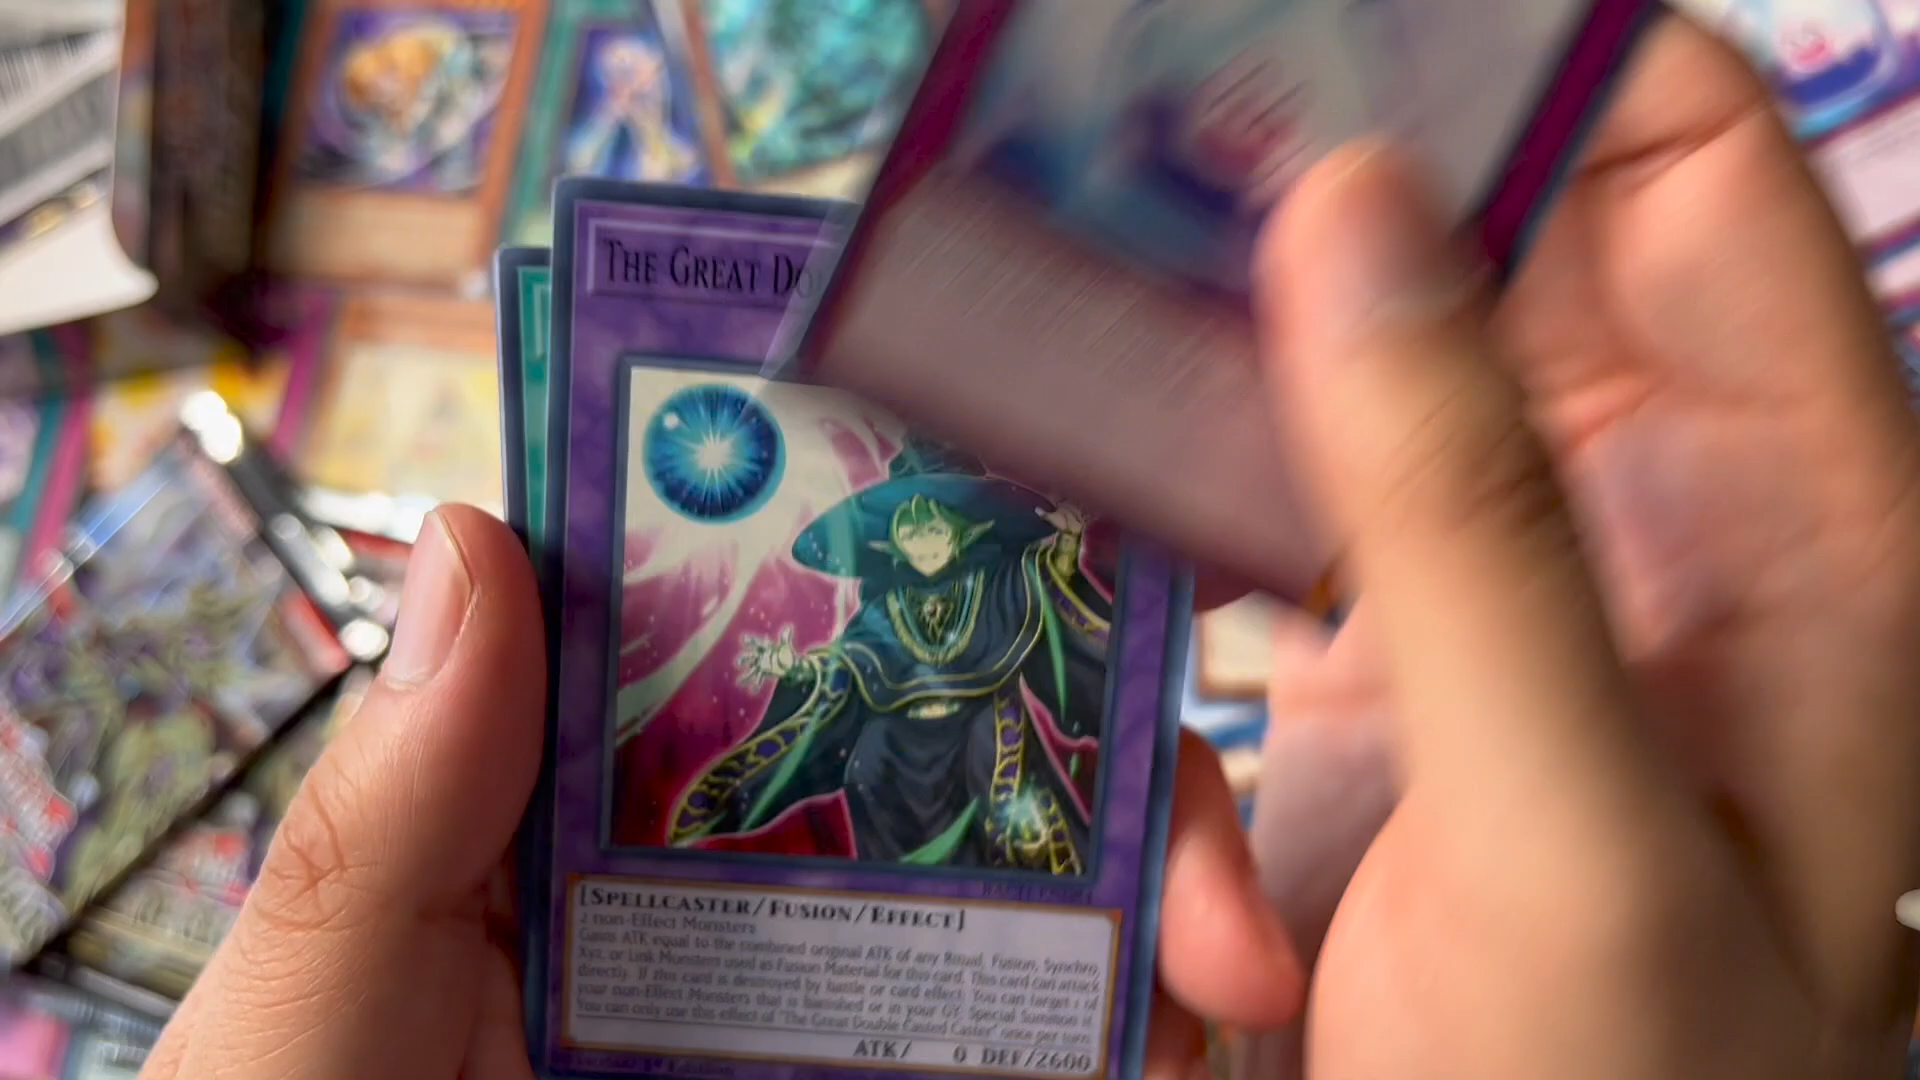 THE GREAT DO
[SPELLCASTER/FUSION/EFFECT]
2 non-Effect Monsters
Gains ATK equal to the combined original ATK of any Ritual, Fusion, Synchro,
Xyz, or Link Monsters used as Fusion Material for this card. This card can attack
directly. If this card is destroyed by battle or card effect: You can target 1 of
your non-Effect Monsters that is banished or in your GY; Special Summon it.
You can only use this effect of "The Great Double Casted Caster" once per turn.
ATK/ 0 DEF/2600
1st Edition